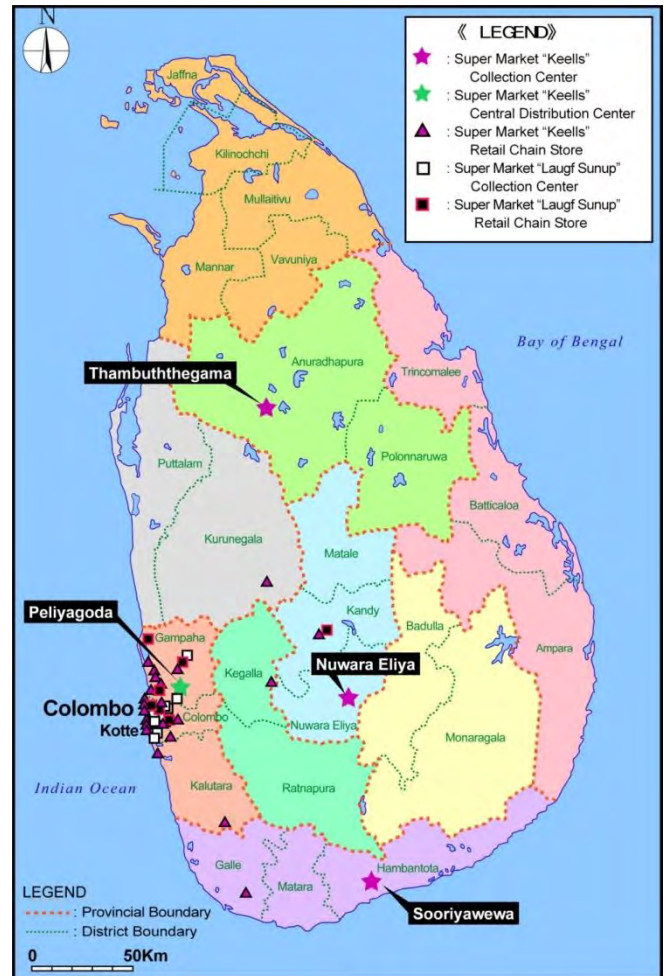 N
《 LEGEND》
: Super Market “Keells”
Collection Center
: Super Market “Keells”
Central Distribution Center
: Super Market “Keells”
Retail Chain Store
: Super Market “Laugf Sunup”
Collection Center
: Super Market “Laugf Sunup”
Retail Chain Store
Jaffna
Kilinochchi
Mullaitivu
Mannar
Vavuniya
Bay of Bengal
Anuradhapura
Trincomalee
Thambuththegama
Polonnaruwa
Puttalam
Batticaloa
Kurunegala
Matale
Kandy
Peliyagoda
Gampaha
Badulla
Ampara
Kegalla
Nuwara Eliya
Colombo
Colombo
Kotte
Nuwara Eliya
Monaragala
Indian Ocean
Kalutara
Ratnapura
Galle
Hambantota
Matara
Sooriyawewa
LEGEND
: Provincial Boundary
: District Boundary
0 50Km